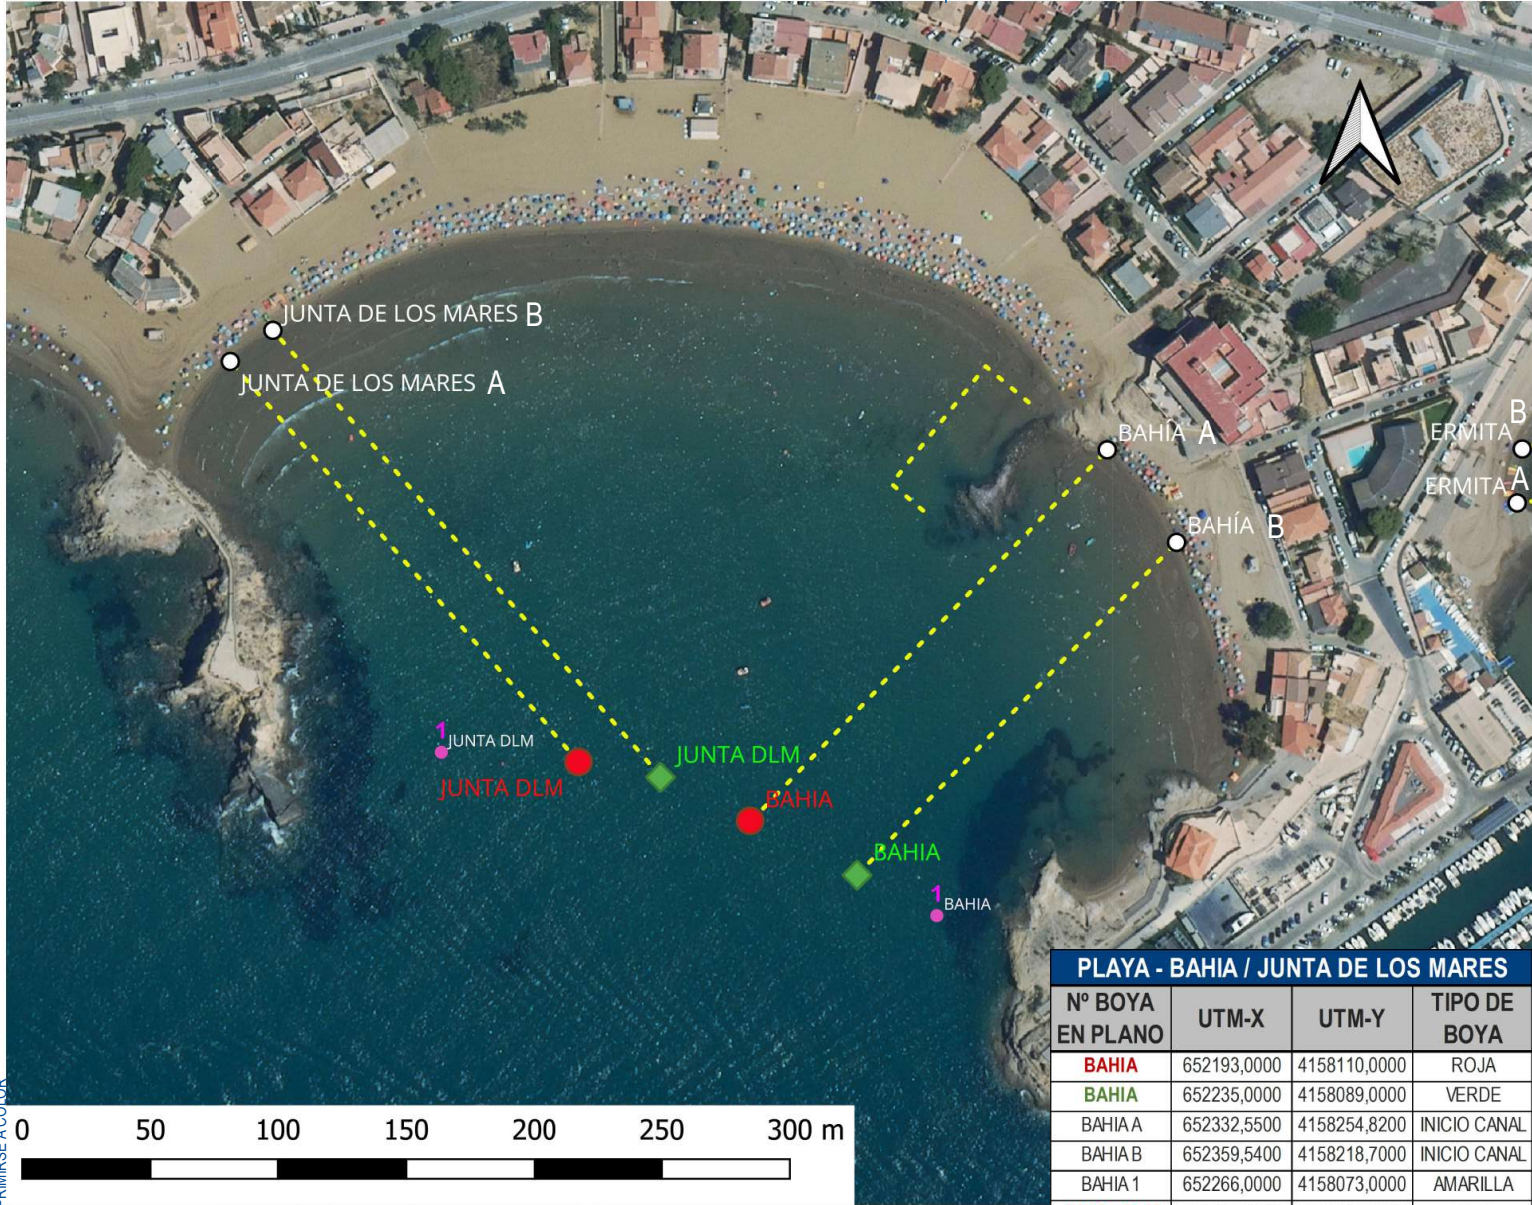 JUNTA DE LOS MARES B
JUNTA DE LOS MARES A
BAHÍA A
BAHÍA B
B
ERMITA
ERMITA A
1
JUNTA DLM
JUNTA DLM
JUNTA DLM
BAHIA
BAHIA
1
BAHIA
0 50 100 150 200 250 300 m
PLAYA - BAHIA / JUNTA DE LOS MARES
Nº BOYA EN PLANO UTM-X UTM-Y TIPO DE BOYA
BAHIA 652193,0000 4158110,0000 ROJA
BAHIA 652235,0000 4158089,0000 VERDE
BAHIA A 652332,5500 4158254,8200 INICIO CANAL
BAHIA B 652359,5400 4158218,7000 INICIO CANAL
BAHIA 1 652266,0000 4158073,0000 AMARILLA